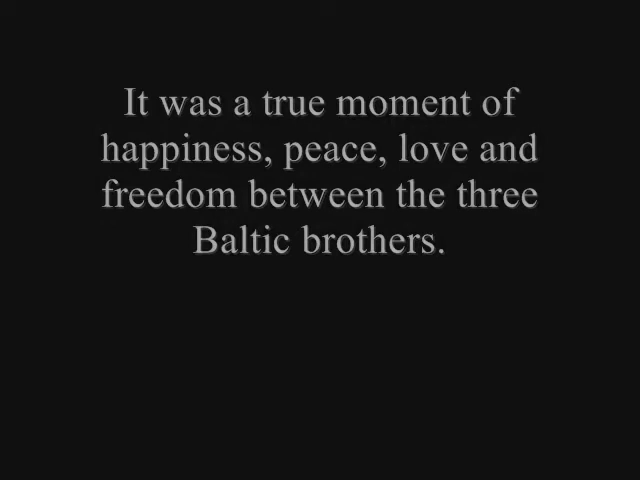 It was a true moment of
happiness, peace, love and
freedom between the three
Baltic brothers.